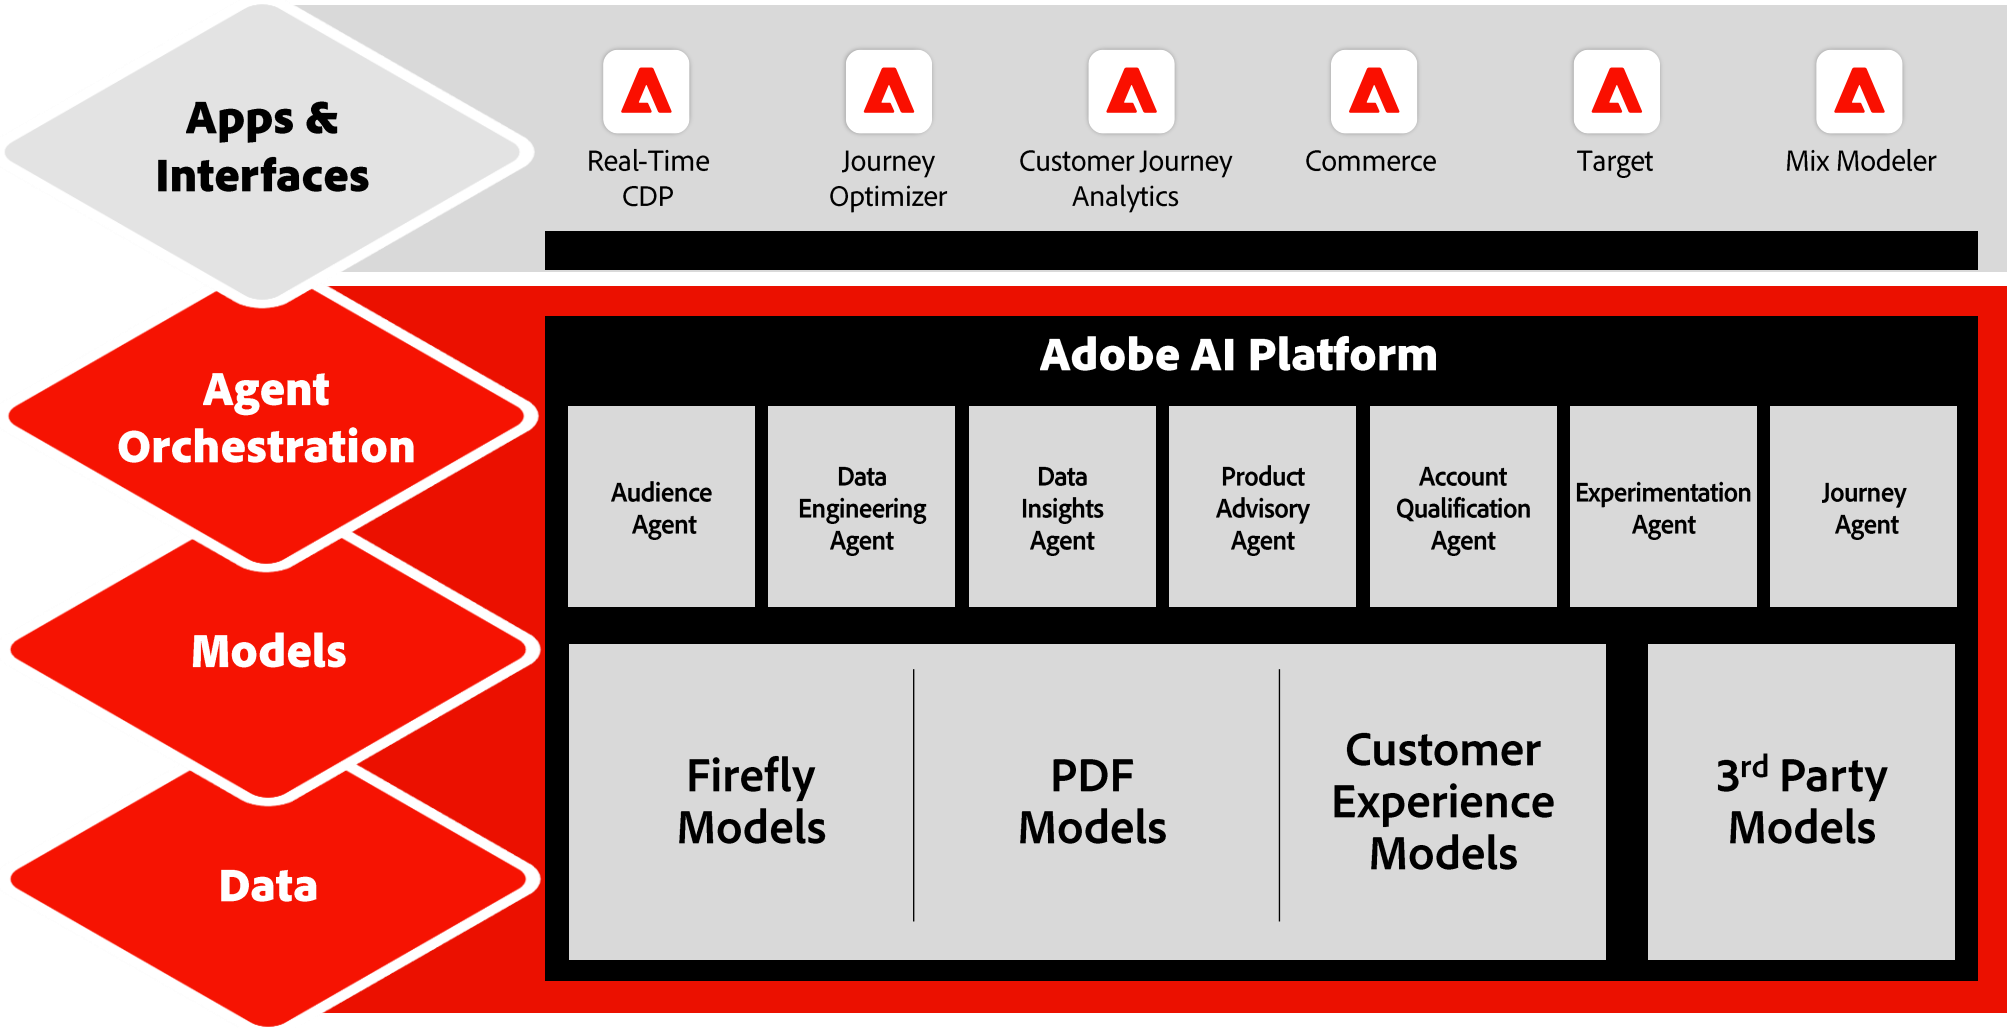 Apps &
Interfaces
Real-Time
CDP
Journey
Optimizer
Customer Journey
Analytics
Commerce
Target
Mix Modeler
Agent
Orchestration
Adobe AI Platform
Audience
Agent
Data
Engineering
Agent
Data
Insights
Agent
Product
Advisory
Agent
Account
Qualification
Agent
Experimentation
Agent
Journey
Agent
Models
Firefly
Models
PDF
Models
Customer
Experience
Models
3rd Party
Models
Data